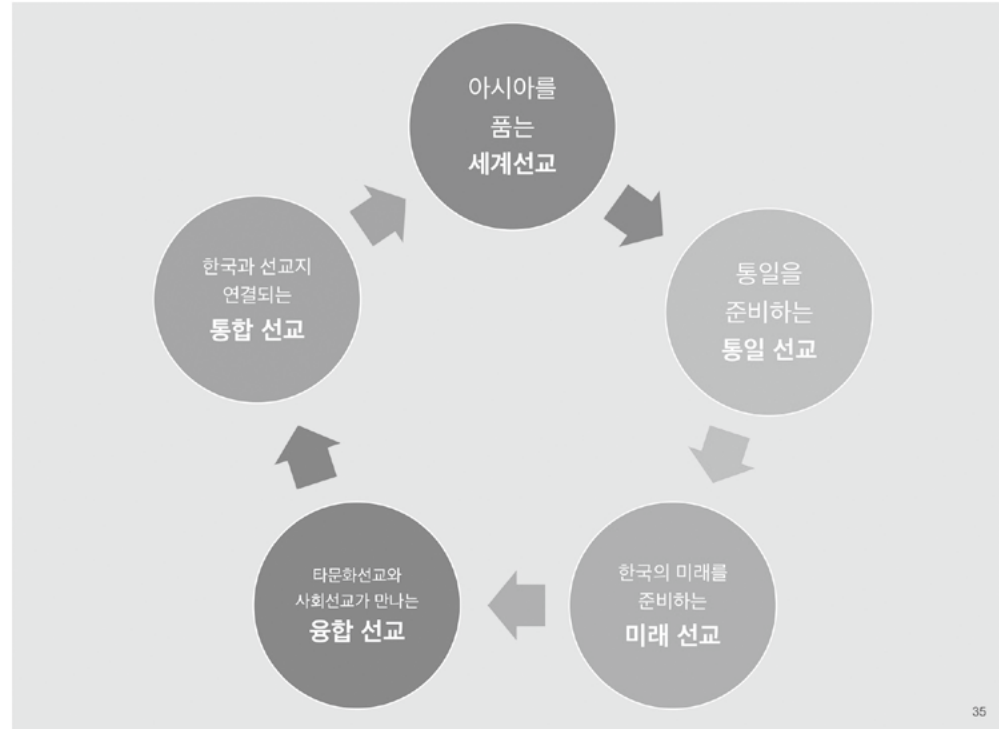 아시아를
품는
세계선교
통일을
준비하는
통일 선교
한국의 미래를
준비하는
미래 선교
타문화선교와
사회선교가 만나는
융합 선교
한국과 선교지
연결되는
통합 선교
35